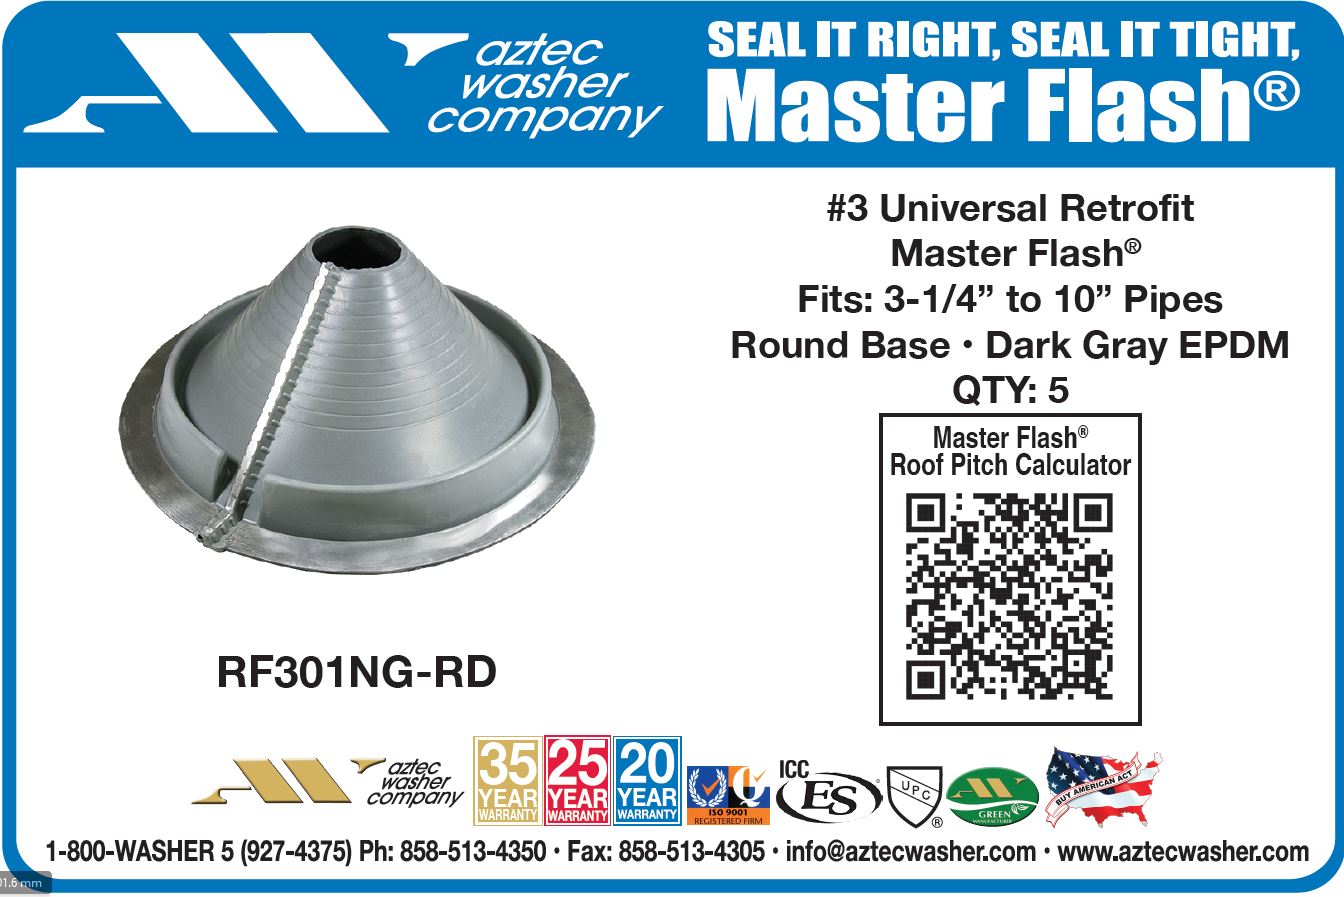 aztec
washer
company
SEAL IT RIGHT, SEAL IT TIGHT,
Master Flash®
#3 Universal Retrofit
Master Flash®
Fits: 3-1/4” to 10” Pipes
Round Base • Dark Gray EPDM
QTY: 5
Master Flash®
Roof Pitch Calculator
RF301NG-RD
aztec
washer
company
35
YEAR
WARRANTY
25
YEAR
WARRANTY
20
YEAR
WARRANTY
ISO 9001
REGISTERED FIRM
ICC
ES
UPC
®
GREEN
MANUFACTURER
BUY AMERICAN ACT
1-800-WASHER 5 (927-4375) Ph: 858-513-4350 • Fax: 858-513-4305 • info@aztecwasher.com • www.aztecwasher.com
01.6 mm